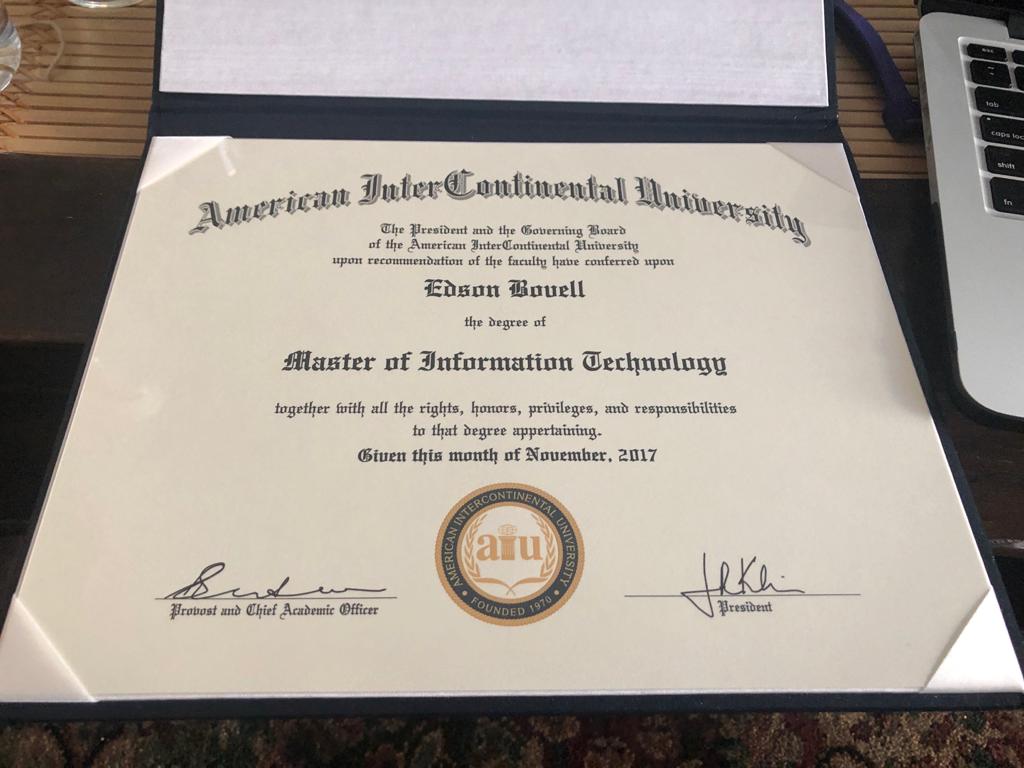 American InterContinental University
The President and the Governing Board
of the American InterContinental University
upon recommendation of the faculty have conferred upon
Edson Bovell
the degree of
Master of Information Technology
together with all the rights, honors, privileges, and responsibilities
to that degree appertaining.
Given this month of November, 2017
AMERICAN INTERCONTINENTAL UNIVERSITY
aiu
• FOUNDED 1970 •
Provost and Chief Academic Officer
President
esc
tab
caps loc
shift
fn